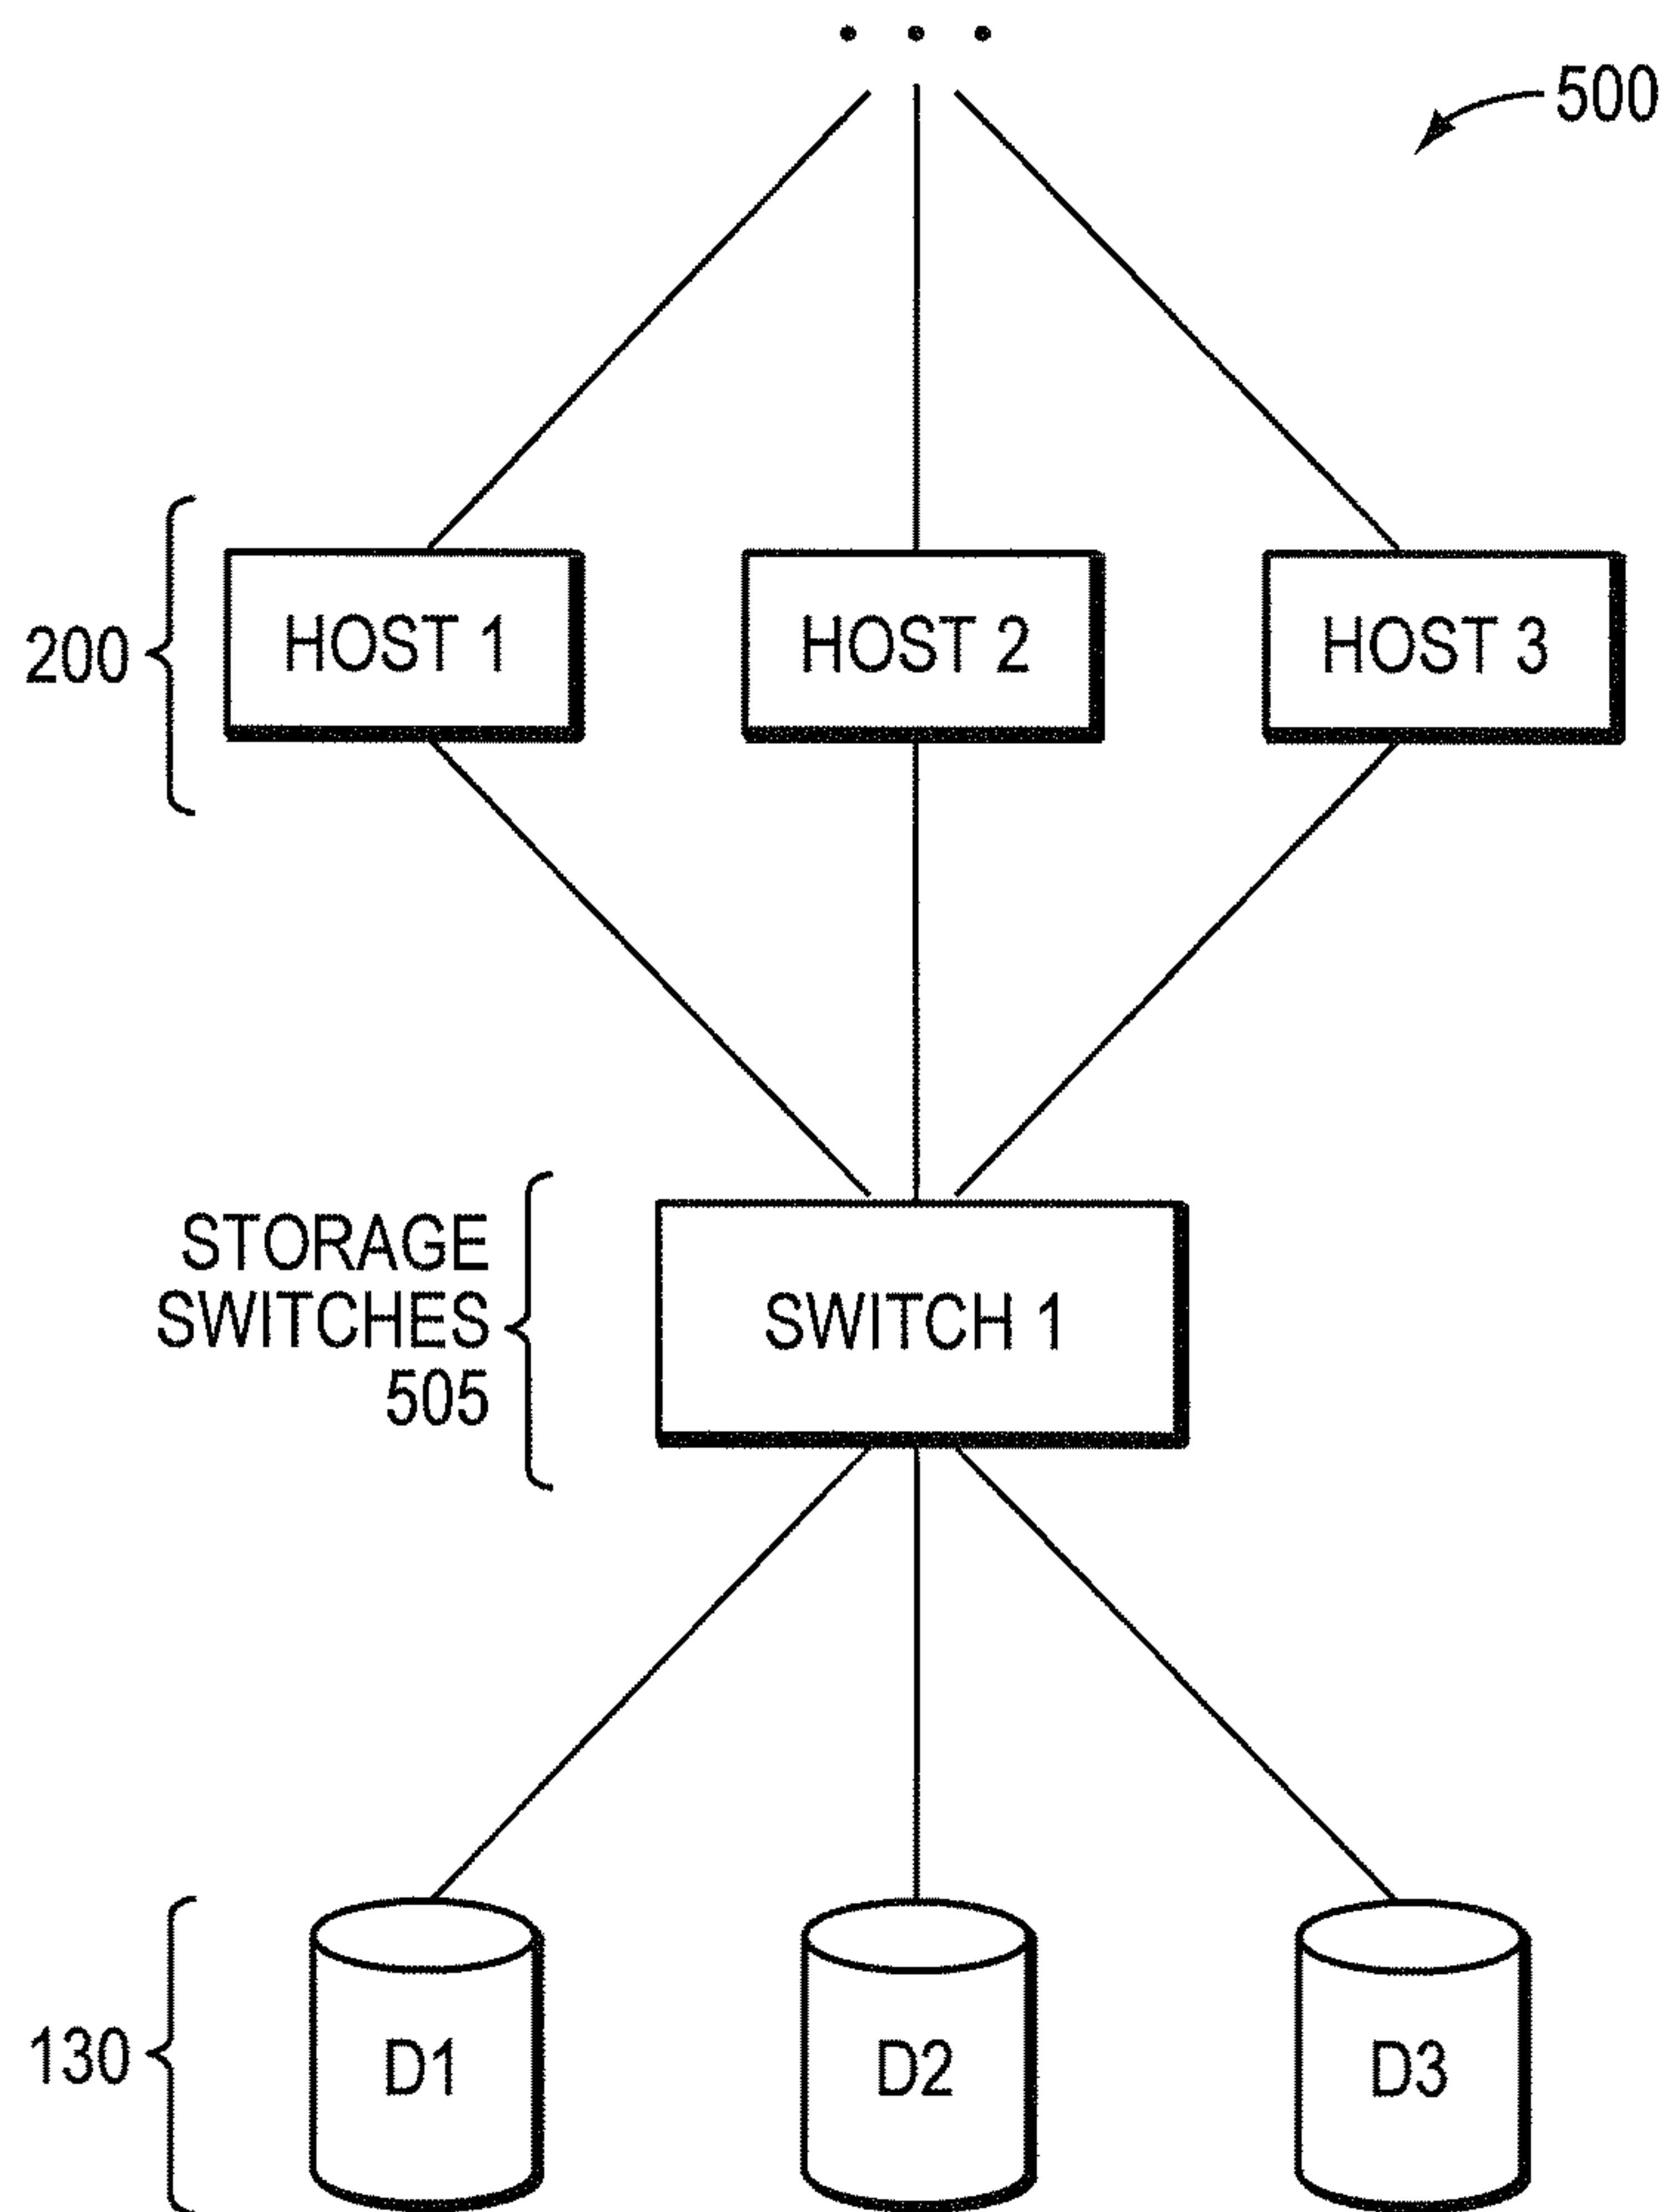 500
200
HOST 1
HOST 2
HOST 3
STORAGE
SWITCHES
505
SWITCH 1
130
D1
D2
D3